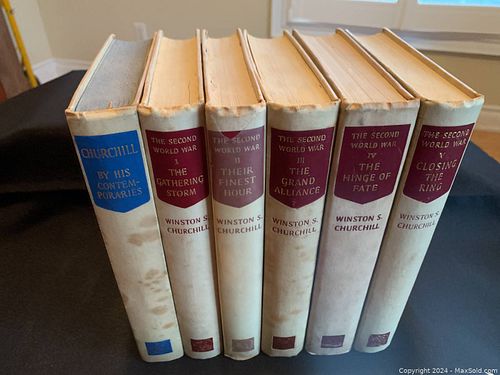 CHURCHILL
BY HIS
CONTEM-
PORARIES
THE SECOND
WORLD WAR
I
THE
GATHERING
STORM
WINSTON S.
CHURCHILL
THE SECOND
WORLD WAR
II
THEIR
FINEST
HOUR
WINSTON S.
CHURCHILL
THE SECOND
WORLD WAR
III
THE
GRAND
ALLIANCE
WINSTON S.
CHURCHILL
THE SECOND
WORLD WAR
IV
THE
HINGE OF
FATE
WINSTON S.
CHURCHILL
THE SECOND
WORLD WAR
V
CLOSING
THE
RING
WINSTON S.
CHURCHILL
Copyright 2024 - MaxSold.com